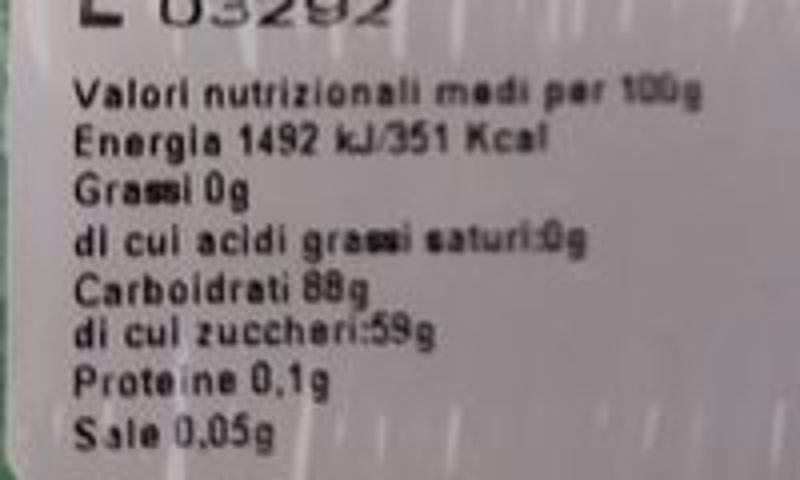 L 03292
Valori nutrizionali medi per 100g
Energia 1492 kJ/351 Kcal
Grassi 0g
di cui acidi grassi saturi:0g
Carboidrati 88g
di cui zuccheri:59g
Proteine 0,1g
Sale 0,05g